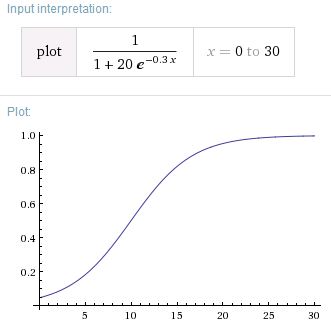 Input interpretration:
plot
1
1 + 20 e^-0.3 x
x = 0 to 30
Plot:
1.0
0.8
0.6
0.4
0.2
5 10 15 20 25 30